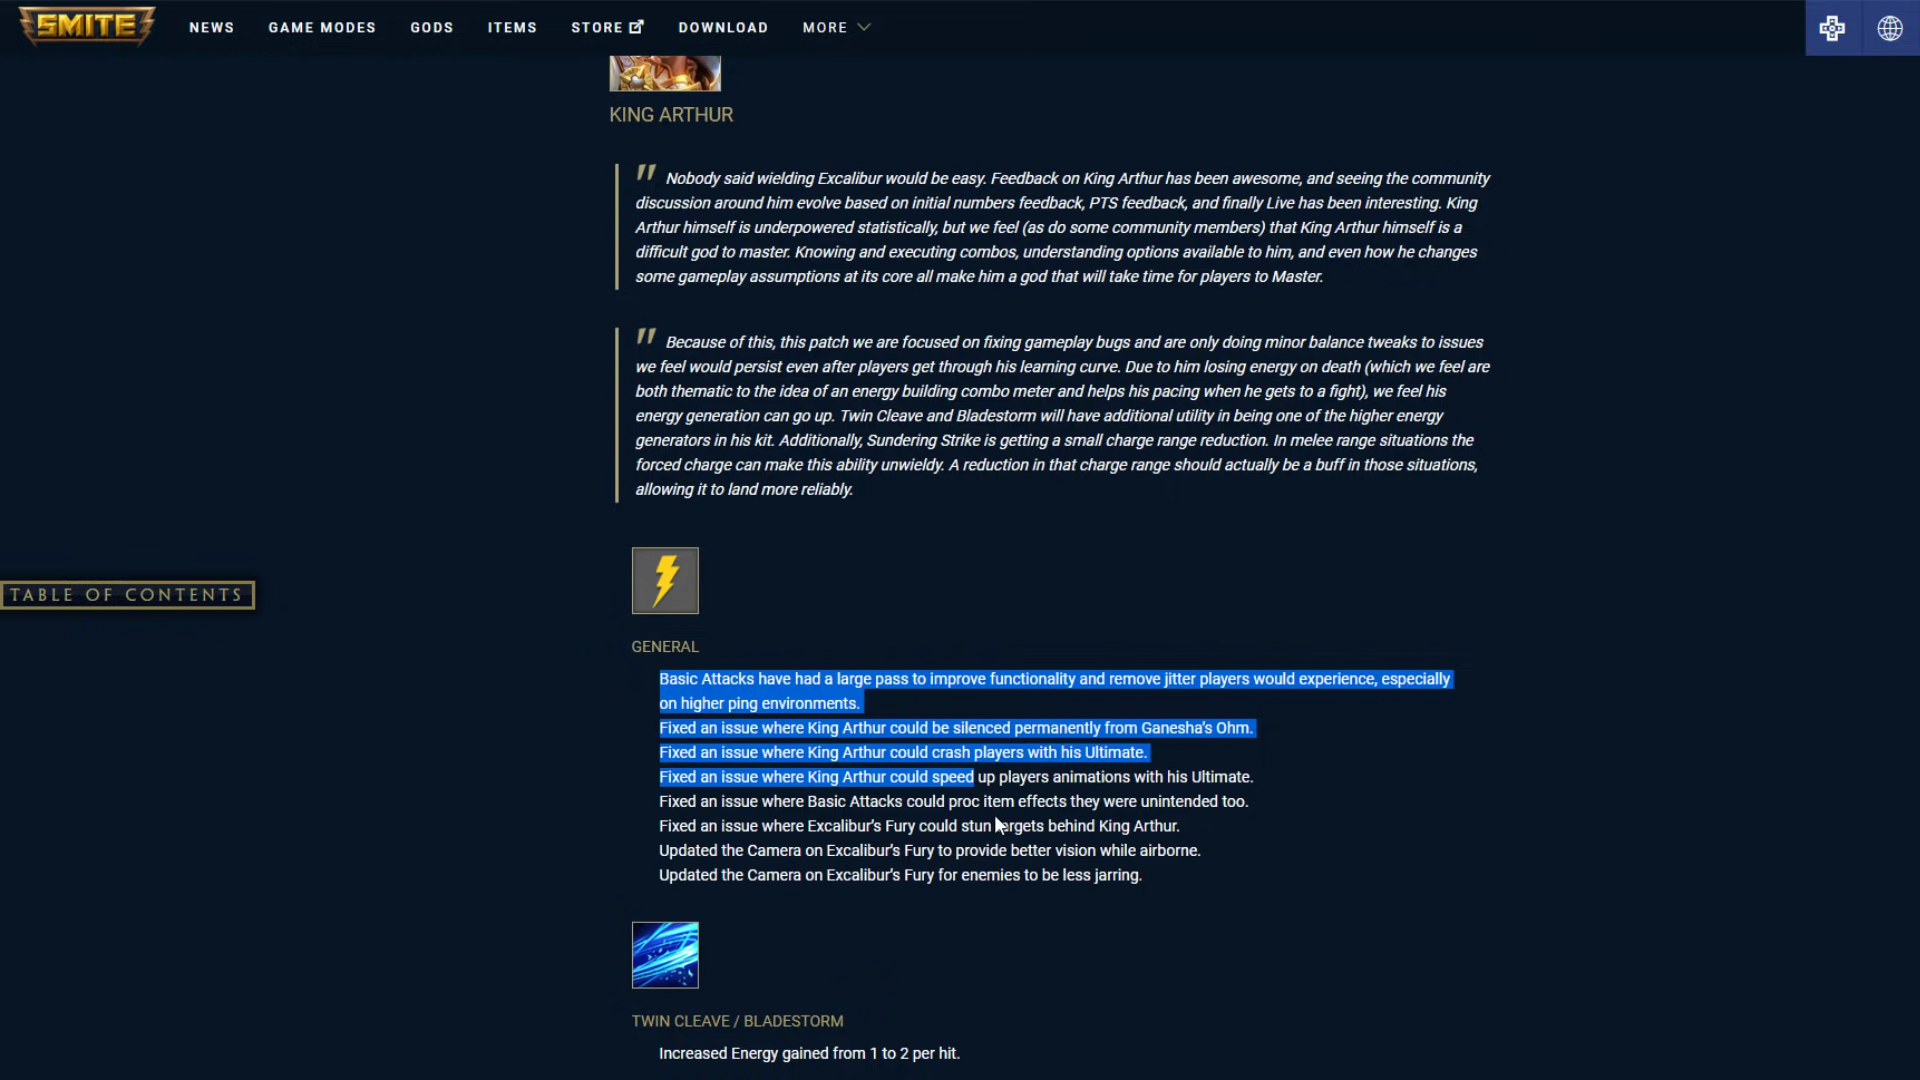 SMITE
NEWS
GAME MODES
GODS
ITEMS
STORE
DOWNLOAD
MORE
KING ARTHUR
" Nobody said wielding Excalibur would be easy. Feedback on King Arthur has been awesome, and seeing the community
discussion around him evolve based on initial numbers feedback, PTS feedback, and finally Live has been interesting. King
Arthur himself is underpowered statistically, but we feel (as do some community members) that King Arthur himself is a
difficult god to master. Knowing and executing combos, understanding options available to him, and even how he changes
some gameplay assumptions at its core all make him a god that will take time for players to Master.
" Because of this, this patch we are focused on fixing gameplay bugs and are only doing minor balance tweaks to issues
we feel would persist even after players get through his learning curve. Due to him losing energy on death (which we feel are
both thematic to the idea of an energy building combo meter and helps his pacing when he gets to a fight), we feel his
energy generation can go up. Twin Cleave and Bladestorm will have additional utility in being one of the higher energy
generators in his kit. Additionally, Sundering Strike is getting a small charge range reduction. In melee range situations the
forced charge can make this ability unwieldy. A reduction in that charge range should actually be a buff in those situations,
allowing it to land more reliably.
TABLE OF CONTENTS
GENERAL
Basic Attacks have had a large pass to improve functionality and remove jitter players would experience, especially
on higher ping environments.
Fixed an issue where King Arthur could be silenced permanently from Ganesha's Ohm.
Fixed an issue where King Arthur could crash players with his Ultimate.
Fixed an issue where King Arthur could speed up players animations with his Ultimate.
Fixed an issue where Basic Attacks could proc item effects they were unintended too.
Fixed an issue where Excalibur's Fury could stun targets behind King Arthur.
Updated the Camera on Excalibur's Fury to provide better vision while airborne.
Updated the Camera on Excalibur's Fury for enemies to be less jarring.
TWIN CLEAVE / BLADESTORM
Increased Energy gained from 1 to 2 per hit.